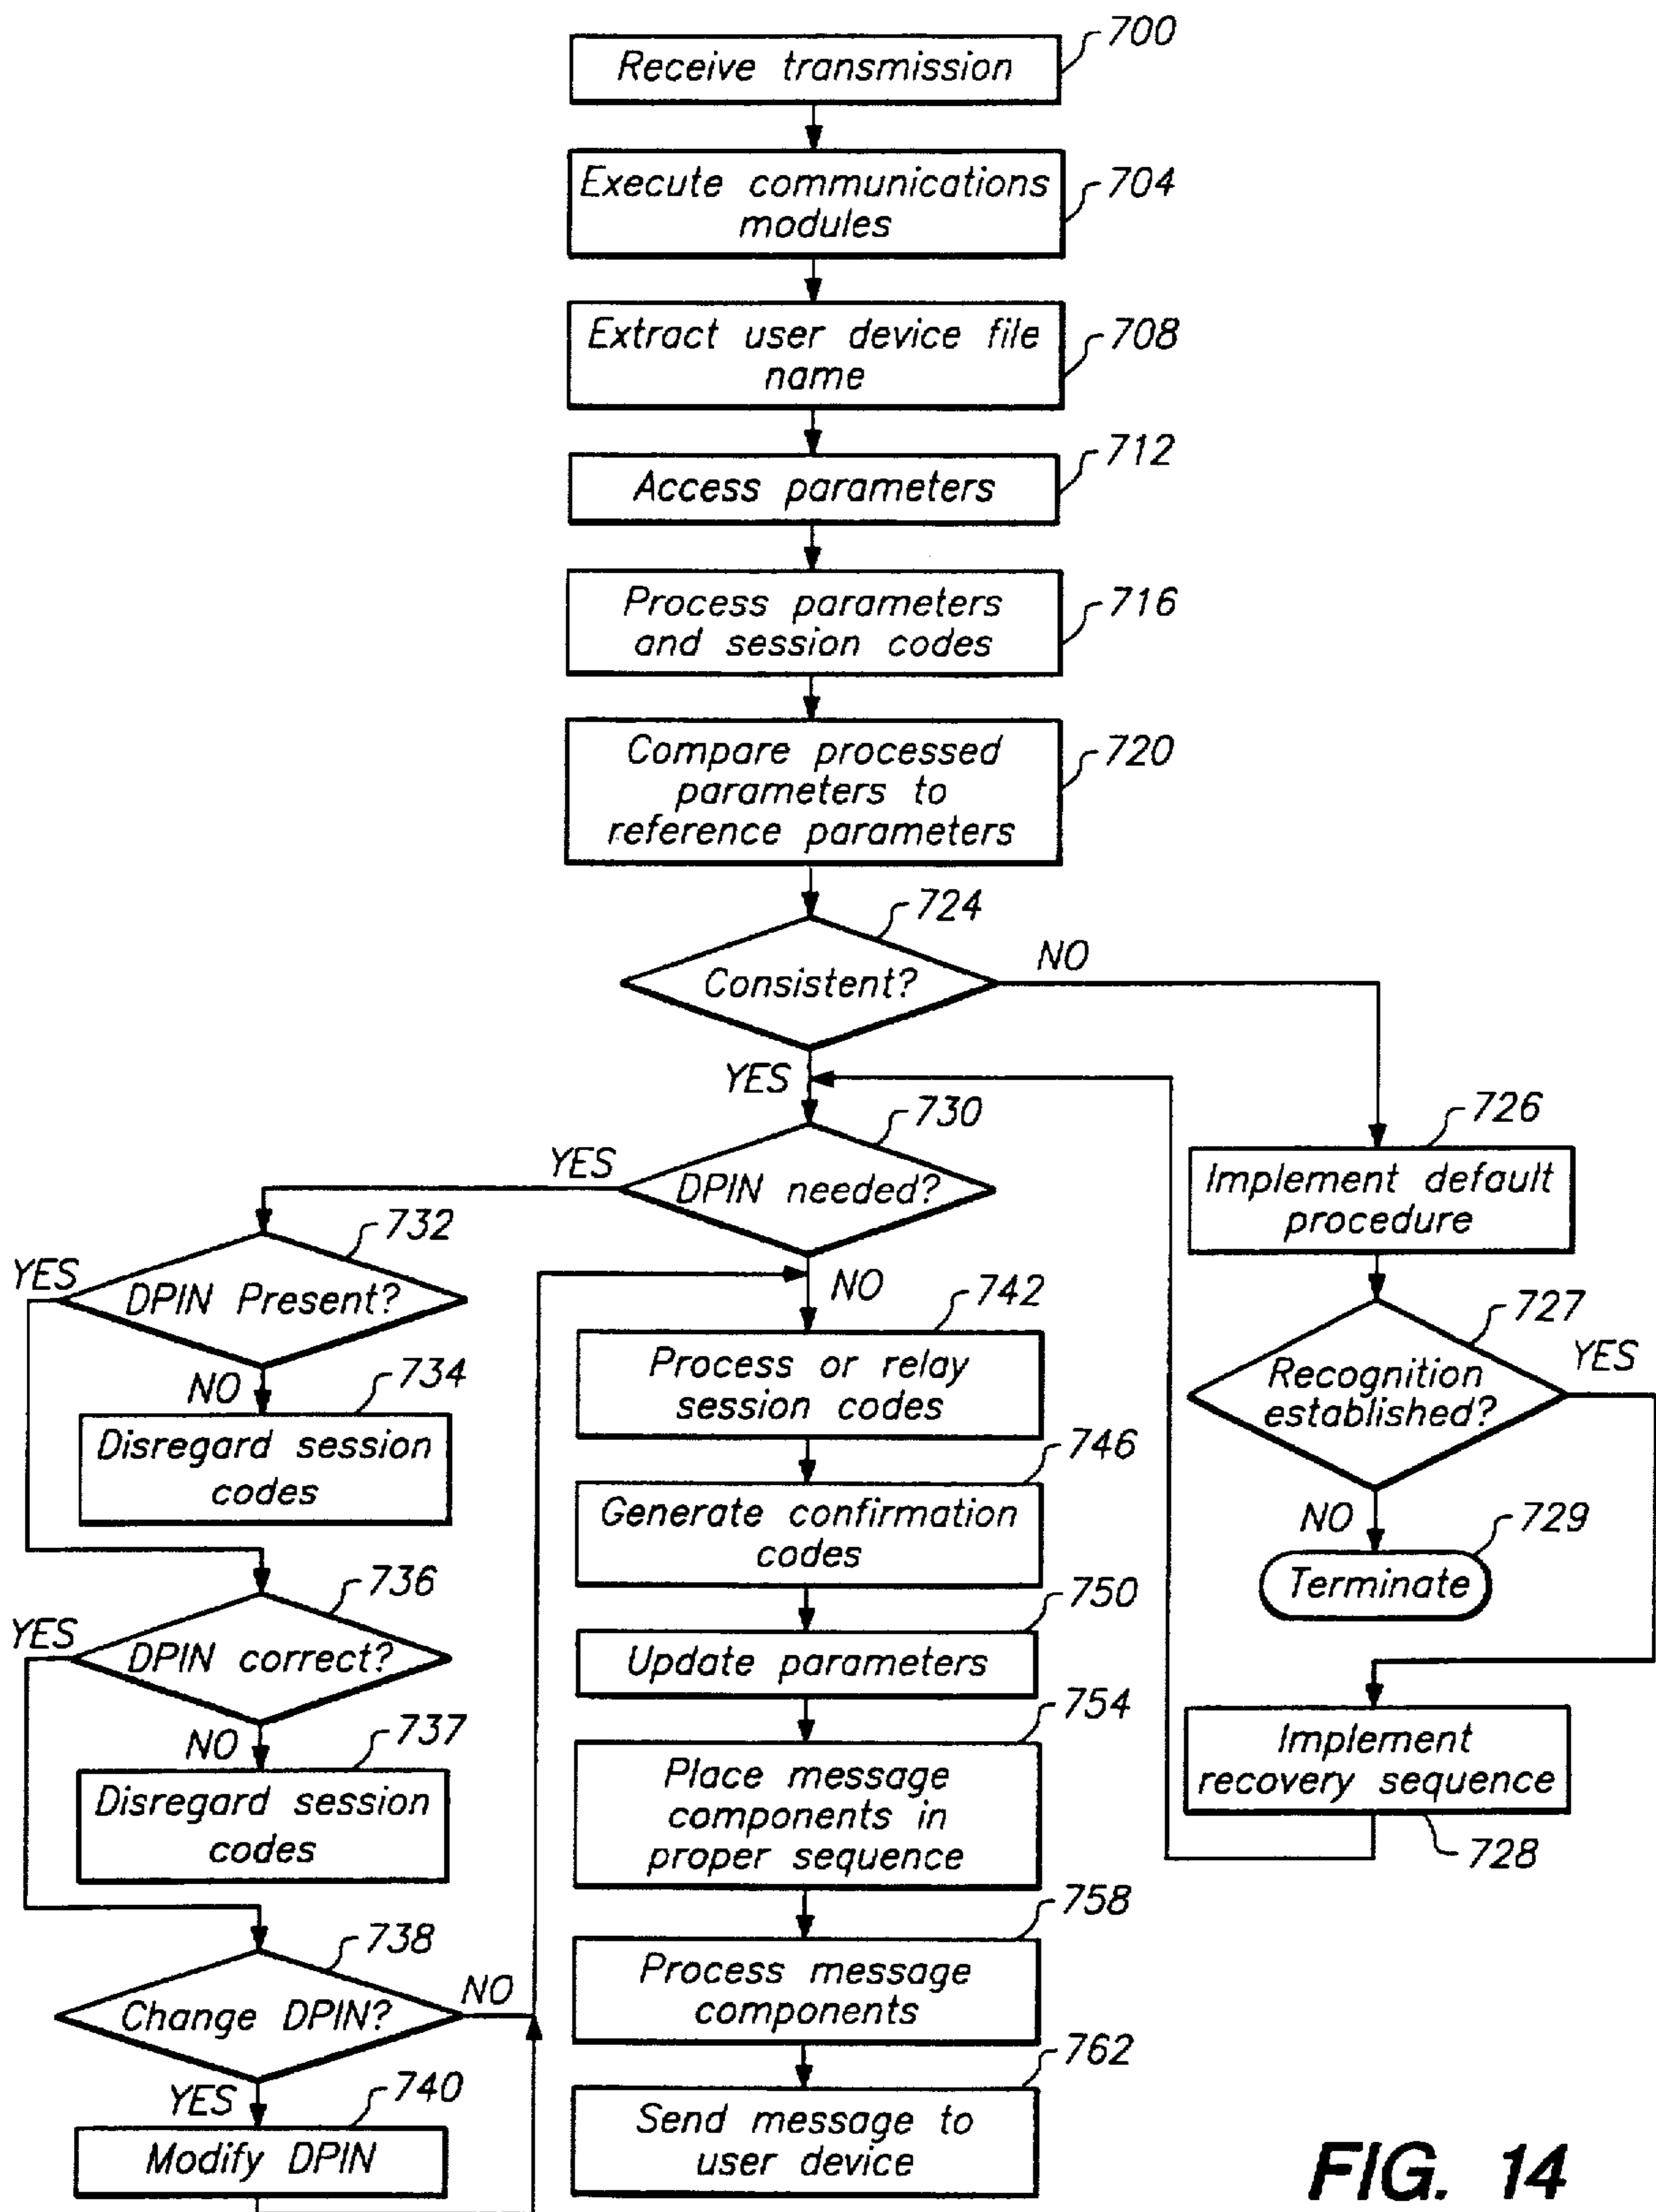 700
Receive transmission
704
Execute communications
modules
708
Extract user device file
name
712
Access parameters
716
Process parameters
and session codes
720
Compare processed
parameters to
reference parameters
724
Consistent?
NO
YES
730
DPIN needed?
YES
NO
726
Implement default
procedure
727
Recognition
established?
YES
NO
729
Terminate
Implement
recovery sequence
728
732
DPIN Present?
YES
NO
734
Disregard session
codes
736
DPIN correct?
YES
NO
737
Disregard session
codes
738
Change DPIN?
NO
YES
740
Modify DPIN
742
Process or relay
session codes
746
Generate confirmation
codes
750
Update parameters
754
Place message
components in
proper sequence
758
Process message
components
762
Send message to
user device
FIG. 14